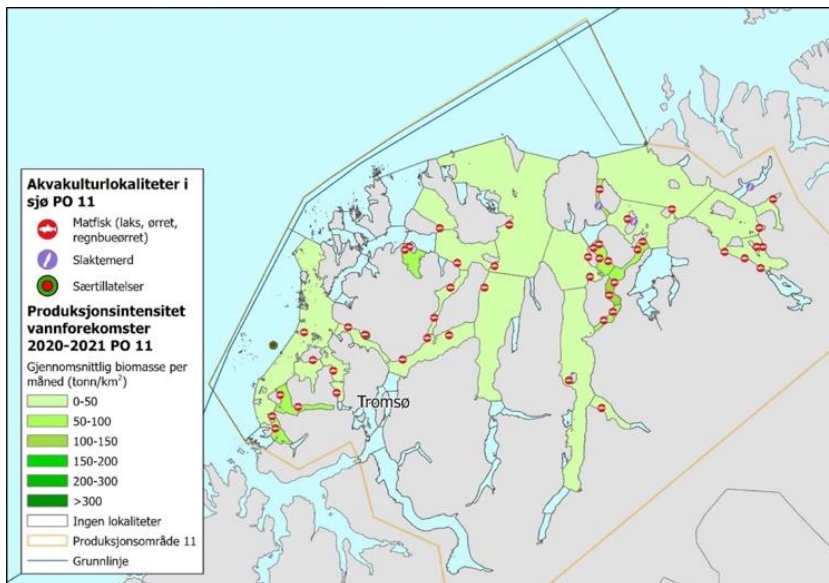 Akvakulturlokaliteter i
sjø PO 11
Matfisk (laks, ørret,
regnbueørret)
Slaktemerd
Særtillatelser
Produksjonsintensitet
vannforekomster
2020-2021 PO 11
Gjennomsnittlig biomasse per
måned (tonn/km²)
0-50
50-100
100-150
150-200
200-300
>300
Ingen lokaliteter
Produksjonsområde 11
Grunnlinje
Tromsø